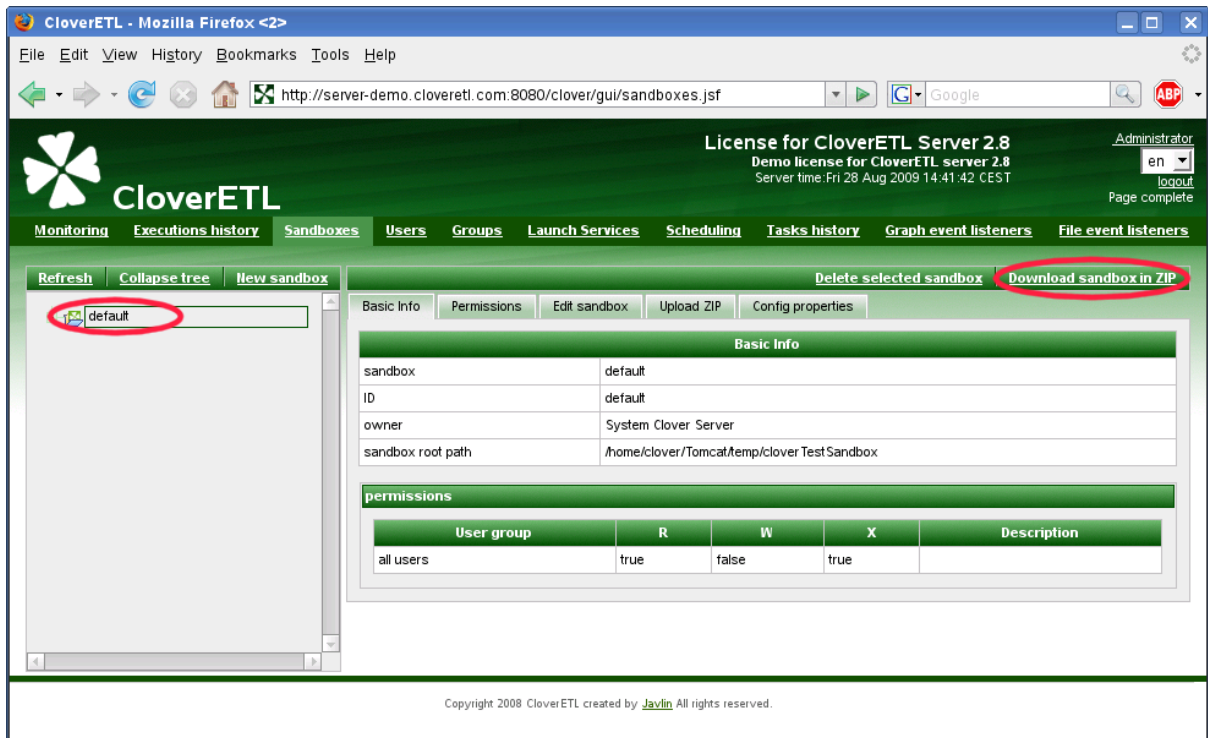 CloverETL - Mozilla Firefox <2>
File Edit View History Bookmarks Tools Help
http://server-demo.cloveretl.com:8080/clover/gui/sandboxes.jsf G Google ABP
CloverETL
License for CloverETL Server 2.8
Demo license for CloverETL server 2.8
Server time:Fri 28 Aug 2009 14:41:42 CEST
Administrator
en
logout
Page complete
Monitoring Executions history Sandboxes Users Groups Launch Services Scheduling Tasks history Graph event listeners File event listeners
Refresh Collapse tree New sandbox
default
Delete selected sandbox Download sandbox in ZIP
Basic Info Permissions Edit sandbox Upload ZIP Config properties
Basic Info
sandbox default
ID default
owner System Clover Server
sandbox root path /home/clover/Tomcat/temp/cloverTestSandbox
permissions
User group R W X Description
all users true false true
Copyright 2008 CloverETL created by Javlin All rights reserved.